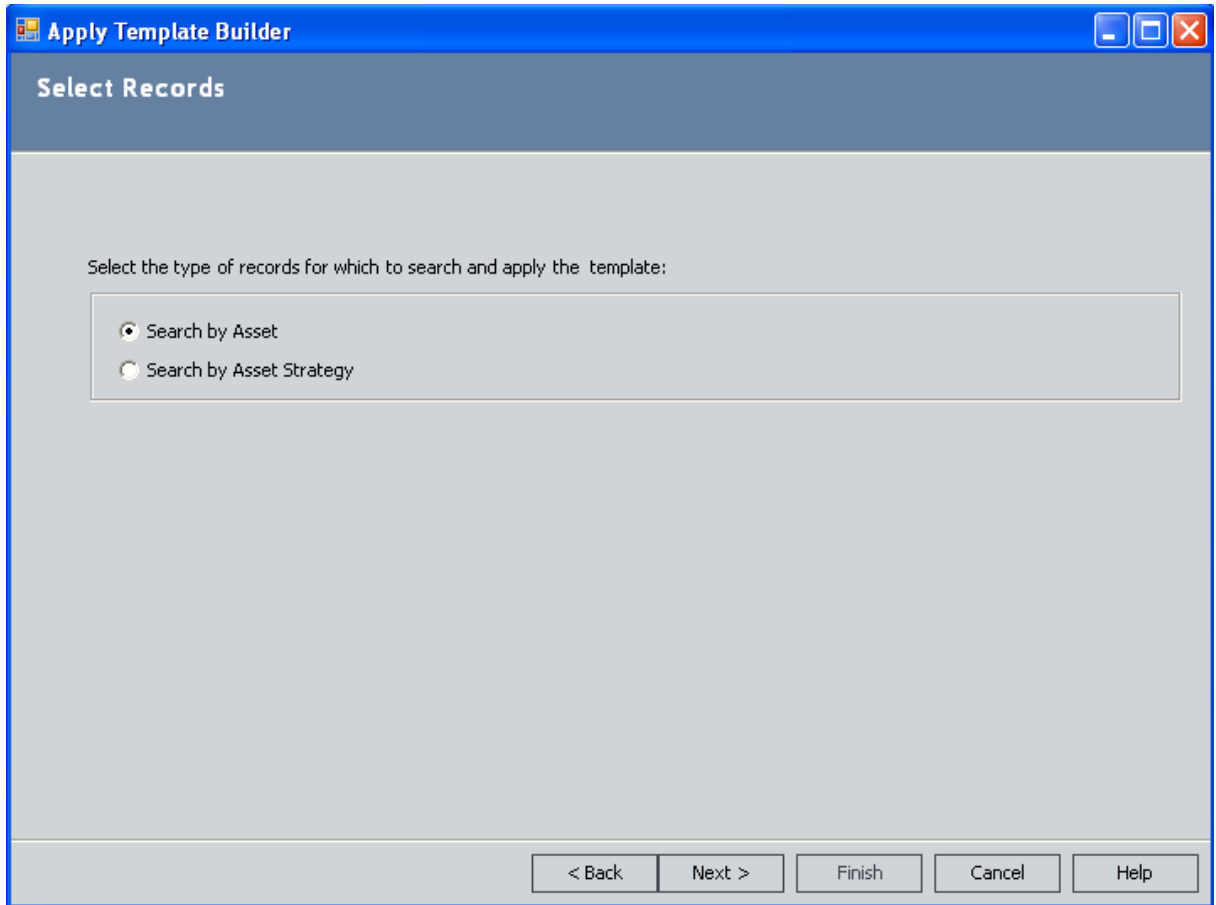 Apply Template Builder
Select Records
Select the type of records for which to search and apply the template:
Search by Asset
Search by Asset Strategy
< Back Next > Finish Cancel Help